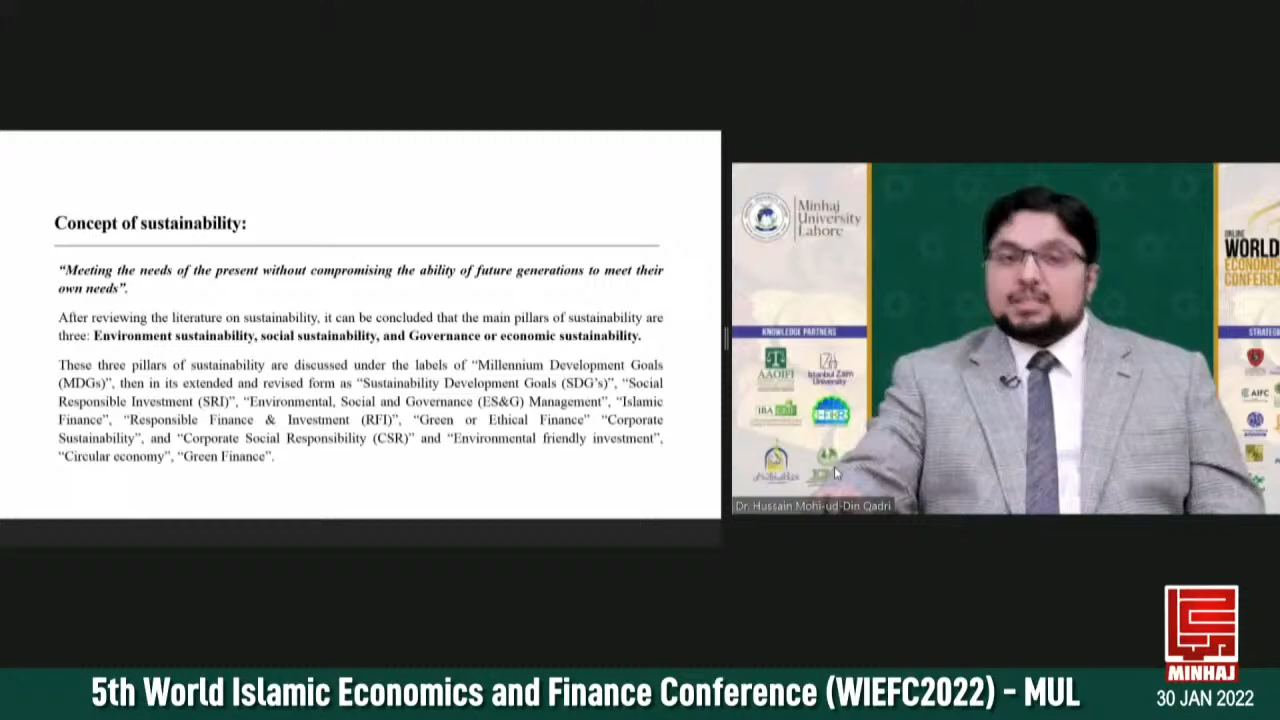 Concept of sustainability:
“Meeting the needs of the present without compromising the ability of future generations to meet their
own needs”.
After reviewing the literature on sustainability, it can be concluded that the main pillars of sustainability are
three: Environment sustainability, social sustainability, and Governance or economic sustainability.
These three pillars of sustainability are discussed under the labels of “Millennium Development Goals
(MDGs)”, then in its extended and revised form as “Sustainability Development Goals (SDG’s)”, “Social
Responsible Investment (SRI)”, “Environmental, Social and Governance (ES&G) Management”, “Islamic
Finance”, “Responsible Finance & Investment (RFI)”, “Green or Ethical Finance” “Corporate
Sustainability”, and “Corporate Social Responsibility (CSR)” and “Environmental friendly investment”,
“Circular economy”, “Green Finance”.
Minhaj
University
Lahore
KNOWLEDGE PARTNERS
AAOIFI
Istanbul Zaim
University
IBA
ONLINE
WORLD
ECONOMIC
CONFEREN
STRATEG
AIFC
Dr. Hussain Mohi-ud-Din Qadri
MINHAJ
5th World Islamic Economics and Finance Conference (WIEFC2022) - MUL
30 JAN 2022